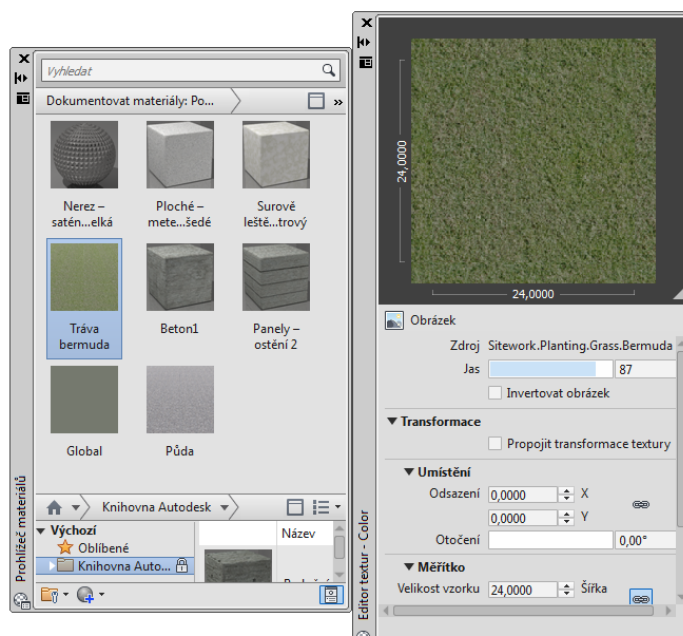 Vyhledat
Dokumentovat materiály: Po...
»
Nerez –
satén...elká
Ploché –
mete...šedé
Surově
leště...trový
Tráva
bermuda
Beton1
Panely –
ostění 2
Global
Půda
Knihovna Autodesk
Výchozí
Oblíbené
Knihovna Auto...
Název
Prohlížeč materiálů
24,0000
24,0000
Obrázek
Zdroj Sitework.Planting.Grass.Bermuda
Jas 87
Invertovat obrázek
Transformace
Propojit transformace textury
Umístění
Odsazení 0,0000 X
0,0000 Y
Otočení 0,00°
Měřítko
Velikost vzorku 24,0000 Šířka
Editor textur - Color